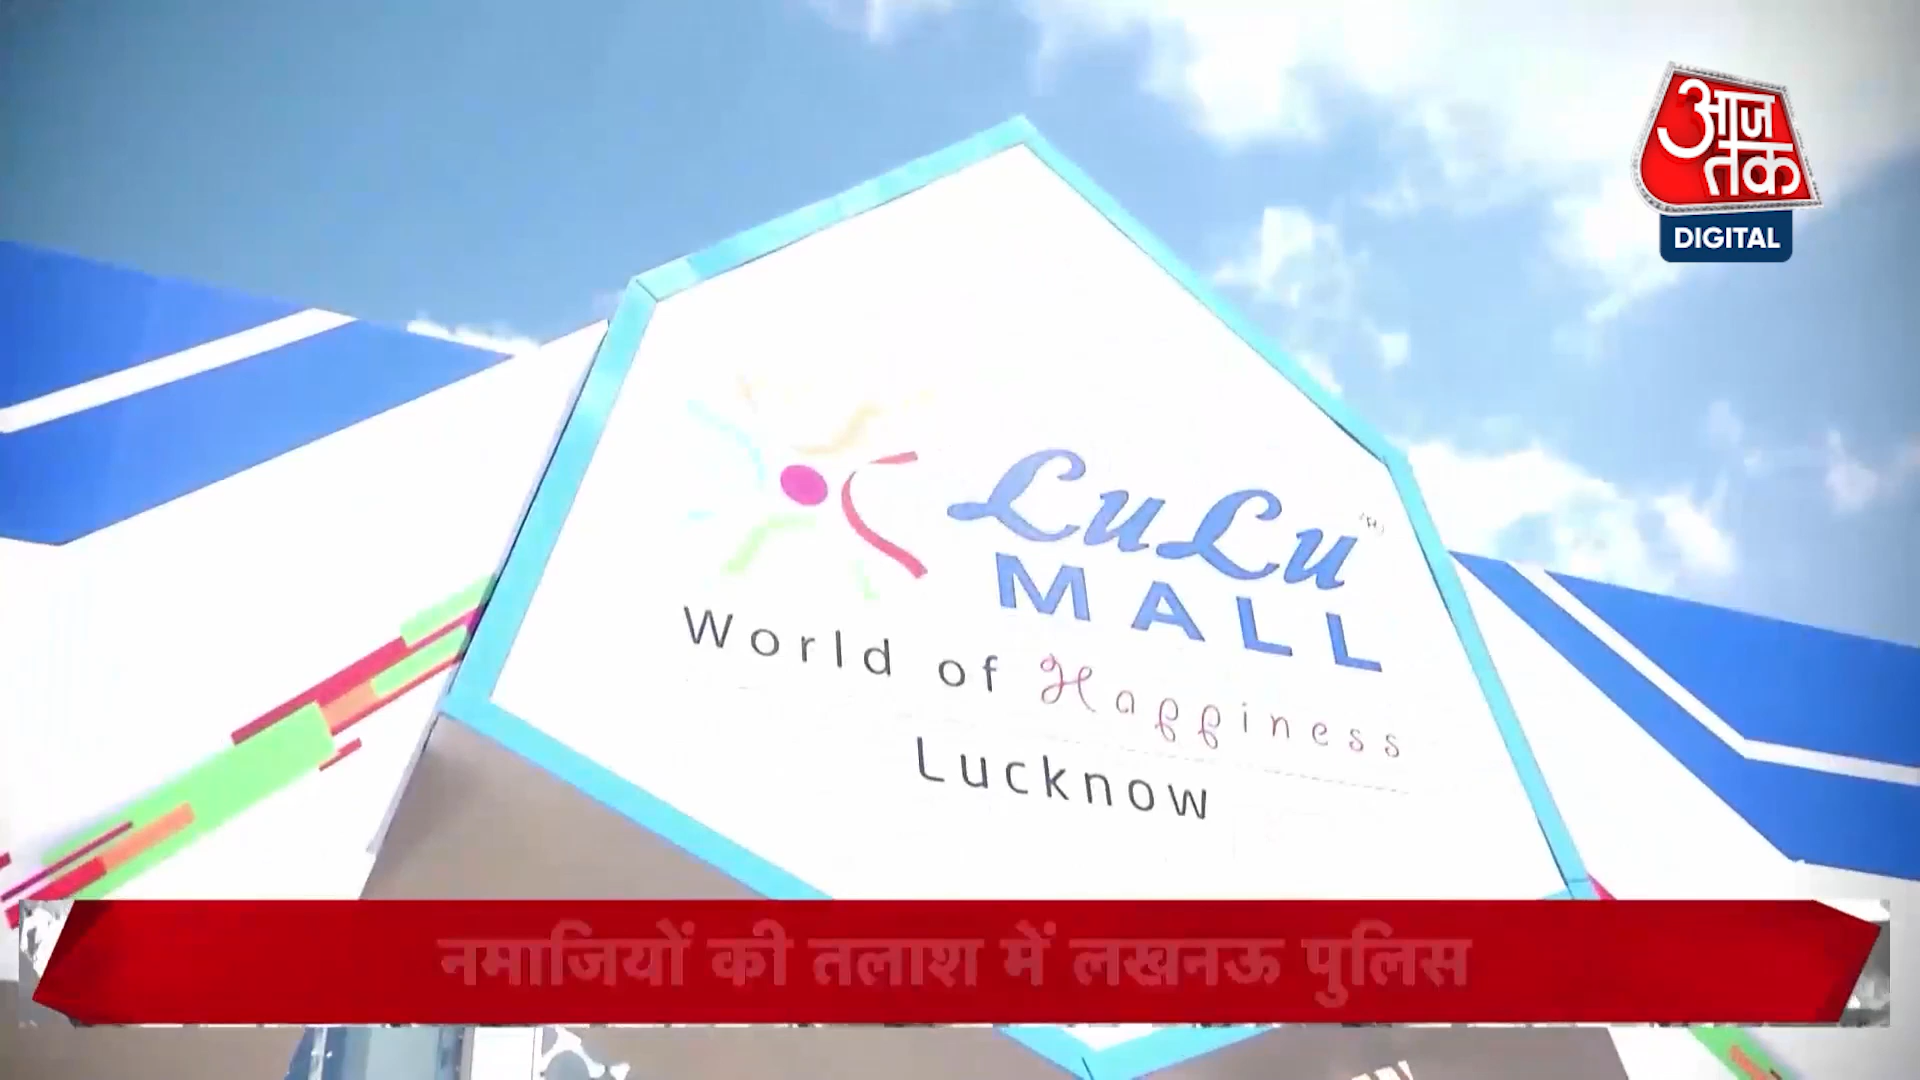 आज
तक
DIGITAL
LuLu
MALL
World of Happiness
Lucknow
नमाजियों की तलाश में लखनऊ पुलिस